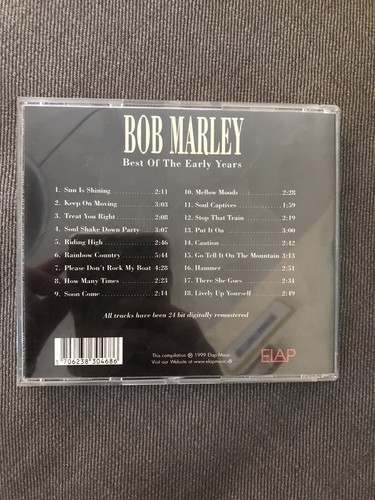 BOB MARLEY
Best Of The Early Years
1. Sun Is Shining ............ 2:11
2. Keep On Moving .......... 3:03
3. Treat You Right ........... 2:08
4. Soul Shake Down Party .... 3:07
5. Riding High ............... 2:46
6. Rainbow Country .......... 3:44
7. Please Don't Rock My Boat 4:28
8. How Many Times .......... 2:23
9. Soon Come ............... 2:14
10. Mellow Moods ............ 2:28
11. Soul Captives ............ 1:59
12. Stop That Train .......... 2:19
13. Put It On ................ 3:00
14. Caution .................. 2:42
15. Go Tell It On The Mountain 3:13
16. Hammer ................. 2:51
17. There She Goes .......... 2:31
18. Lively Up Yourself ....... 2:49
All tracks have been 24 bit digitally remastered
This compilation ℗ 1999 Elap Music
Visit our Website at www.elapmusic.dk
ELAP
5 706238 304686